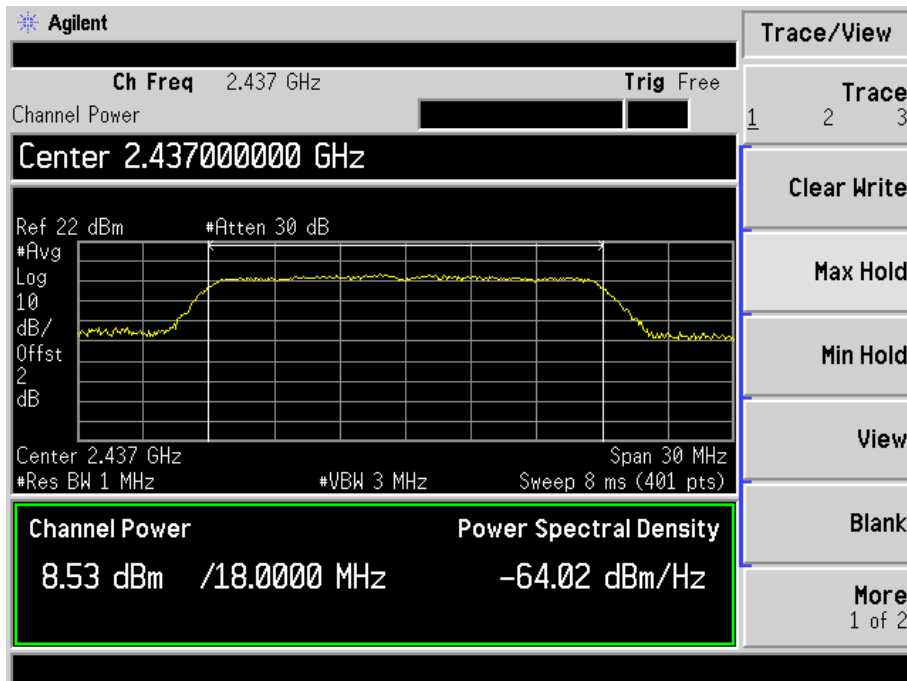 Agilent
Trace/View
Ch Freq 2.437 GHz Trig Free
Channel Power
Trace
1 2 3
Center 2.437000000 GHz
Clear Write
Ref 22 dBm #Atten 30 dB
#Avg
Log
10
dB/
Offst
2
dB
Max Hold
Min Hold
Center 2.437 GHz Span 30 MHz
#Res BW 1 MHz #VBW 3 MHz Sweep 8 ms (401 pts)
View
Channel Power Power Spectral Density
8.53 dBm /18.0000 MHz -64.02 dBm/Hz
Blank
More
1 of 2